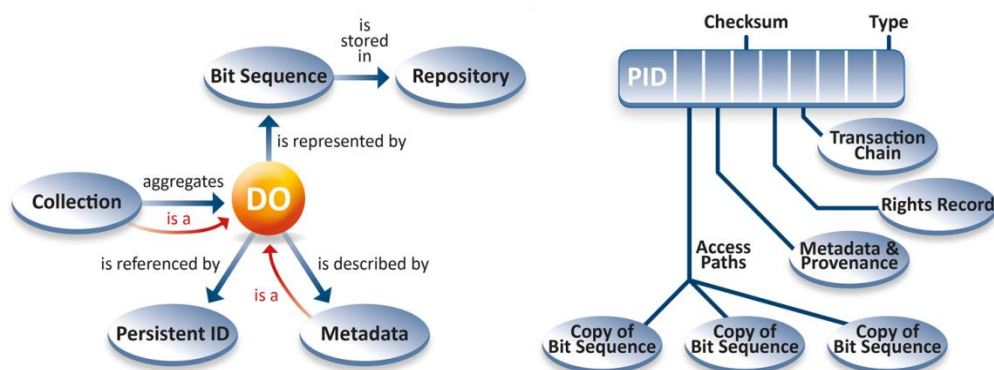 is
stored
in
Bit Sequence
Repository
is represented by
Collection
aggregates
is a
DO
is referenced by
is described by
is a
Persistent ID
Metadata
Checksum
Type
PID
Transaction
Chain
Rights Record
Metadata &
Provenance
Access
Paths
Copy of
Bit Sequence
Copy of
Bit Sequence
Copy of
Bit Sequence